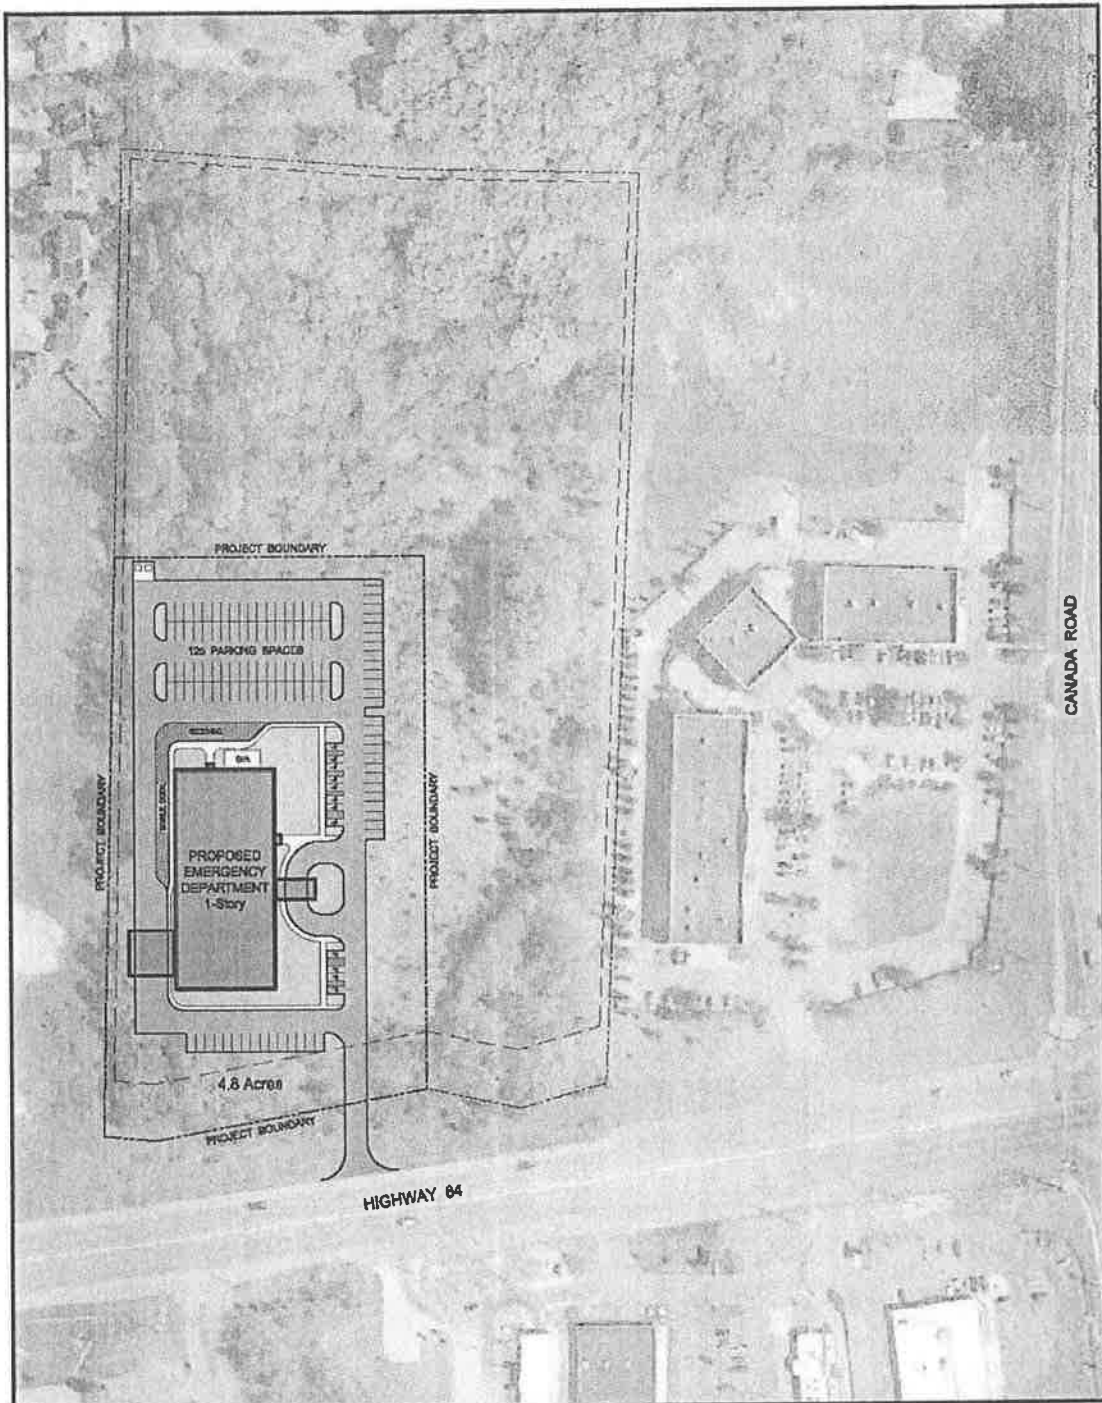 PROJECT BOUNDARY
125 PARKING SPACES
PROJECT BOUNDARY
PROJECT BOUNDARY
PROPOSED
EMERGENCY
DEPARTMENT
1-Story
4.8 Acres
PROJECT BOUNDARY
HIGHWAY 64
CANADA ROAD